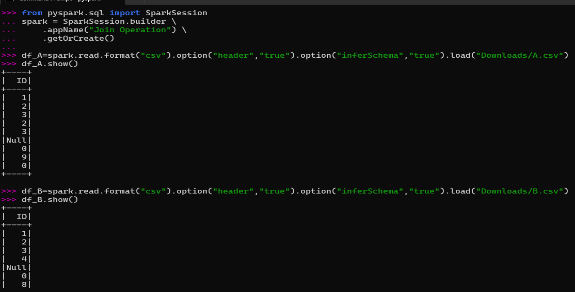 >>> from pyspark.sql import SparkSession
... spark = SparkSession.builder \
...     .appName("Join Operation") \
...     .getOrCreate()
...
>>> df_A=spark.read.format("csv").option("header","true").option("inferSchema","true").load("Downloads/A.csv")
>>> df_A.show()
+----+
|  ID|
+----+
|   1|
|   2|
|   3|
|   2|
|   3|
|Null|
|   0|
|   9|
|   0|
+----+
>>> df_B=spark.read.format("csv").option("header","true").option("inferSchema","true").load("Downloads/B.csv")
>>> df_B.show()
+----+
|  ID|
+----+
|   1|
|   2|
|   3|
|   4|
|Null|
|   0|
|   8|